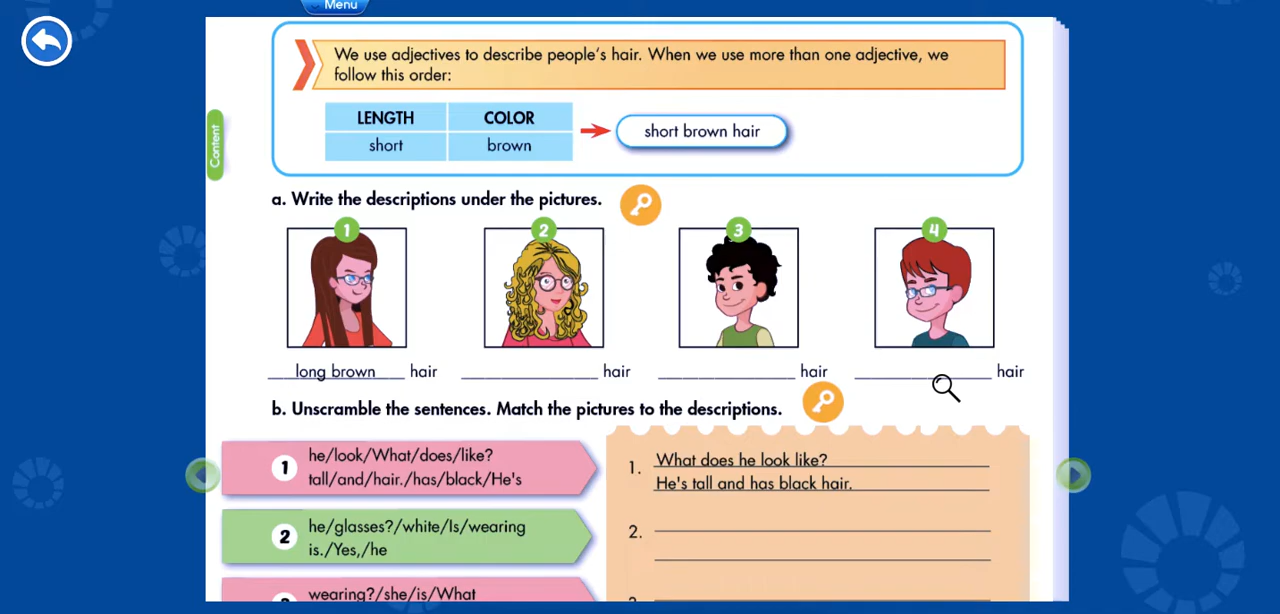 Menu
We use adjectives to describe people's hair. When we use more than one adjective, we
follow this order:
LENGTH COLOR
short brown
short brown hair
Content
a. Write the descriptions under the pictures.
1 2 3 4
long brown hair hair hair hair
b. Unscramble the sentences. Match the pictures to the descriptions.
1 he/look/What/does/like?
tall/and/hair./has/black/He's
2 he/glasses?/white/Is/wearing
is./Yes,/he
wearing?/she/is/What
1. What does he look like?
He's tall and has black hair.
2.